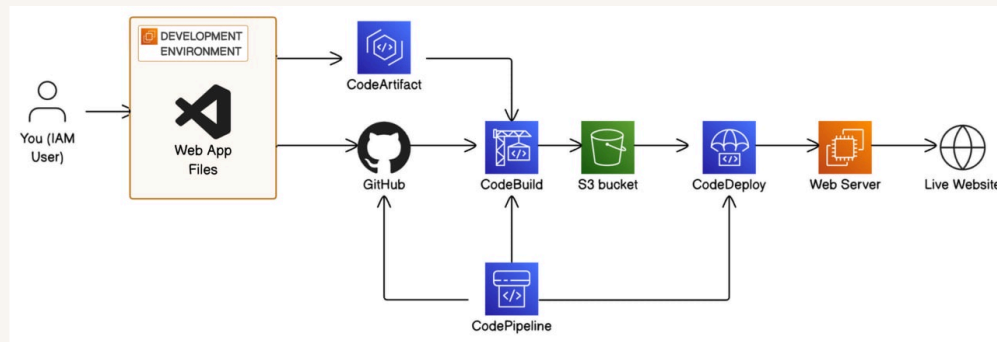 DEVELOPMENT
ENVIRONMENT
CodeArtifact
You (IAM
User)
Web App
Files
GitHub
CodeBuild
S3 bucket
CodeDeploy
Web Server
Live Website
CodePipeline